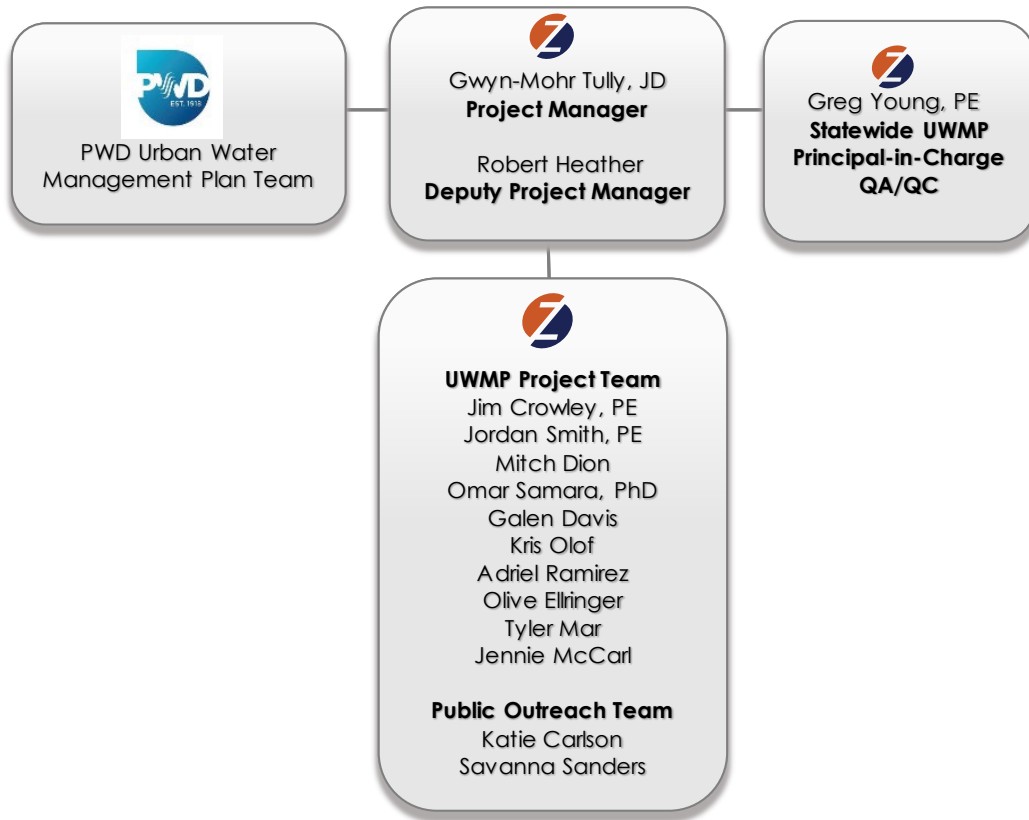 PWD
EST. 1918
PWD Urban Water
Management Plan Team
Z
Gwyn-Mohr Tully, JD
Project Manager
Robert Heather
Deputy Project Manager
Z
Greg Young, PE
Statewide UWMP
Principal-in-Charge
QA/QC
Z
UWMP Project Team
Jim Crowley, PE
Jordan Smith, PE
Mitch Dion
Omar Samara, PhD
Galen Davis
Kris Olof
Adriel Ramirez
Olive Ellringer
Tyler Mar
Jennie McCarl
Public Outreach Team
Katie Carlson
Savanna Sanders